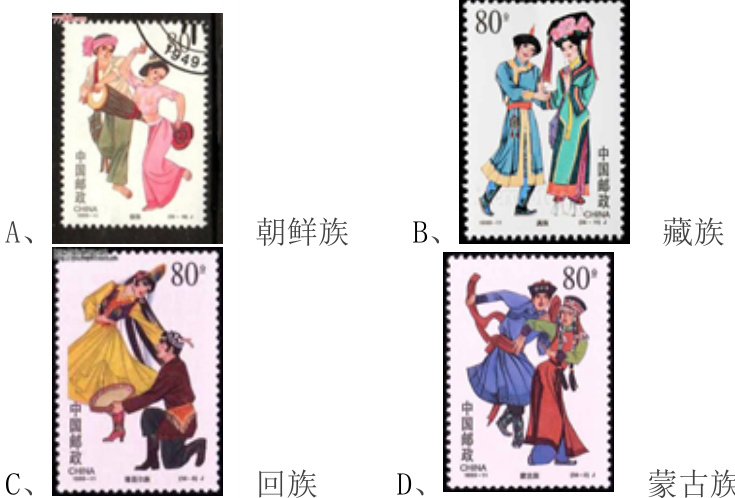 1949
A、
中国邮政
CHINA
朝鲜族
B、
80分
中国邮政
CHINA
藏族
C、
80分
中国邮政
CHINA
回族
D、
80分
中国邮政
CHINA
蒙古族